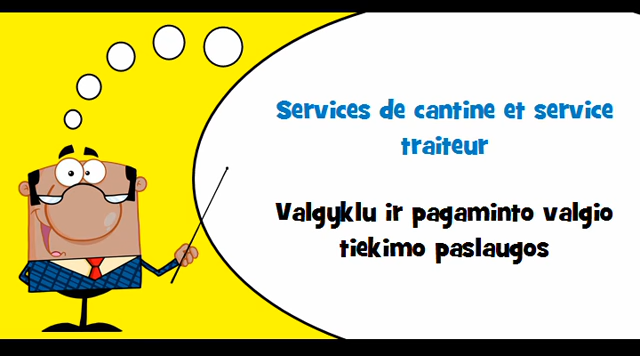 Services de cantine et service
traiteur
Valgyklu ir pagaminto valgio
tiekimo paslaugos